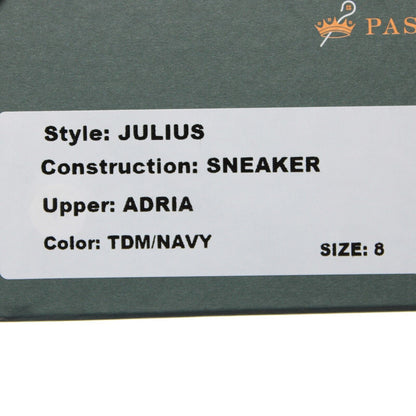 PAS
Style: JULIUS
Construction: SNEAKER
Upper: ADRIA
Color: TDM/NAVY
SIZE: 8